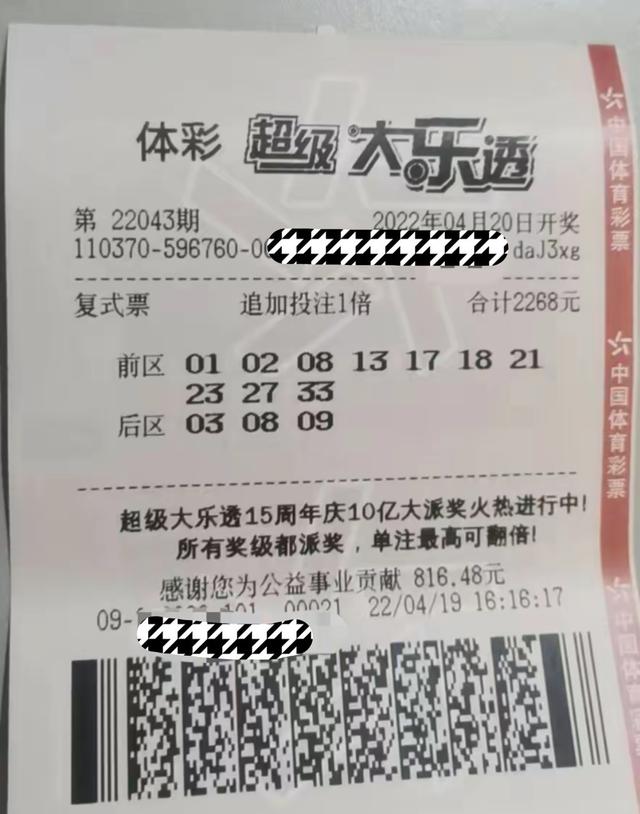 体彩 超级大乐透
第 22043期 2022年04月20日开奖
110370-596760-0 daJ3xg
复式票 追加投注1倍 合计2268元
前区 01 02 08 13 17 18 21
23 27 33
后区 03 08 09
超级大乐透15周年庆10亿大派奖火热进行中!
所有奖级都派奖，单注最高可翻倍!
感谢您为公益事业贡献 816.48元
09- 101 00021 22/04/19 16:16:17
中国体育彩票
中国体育彩票
中国体育